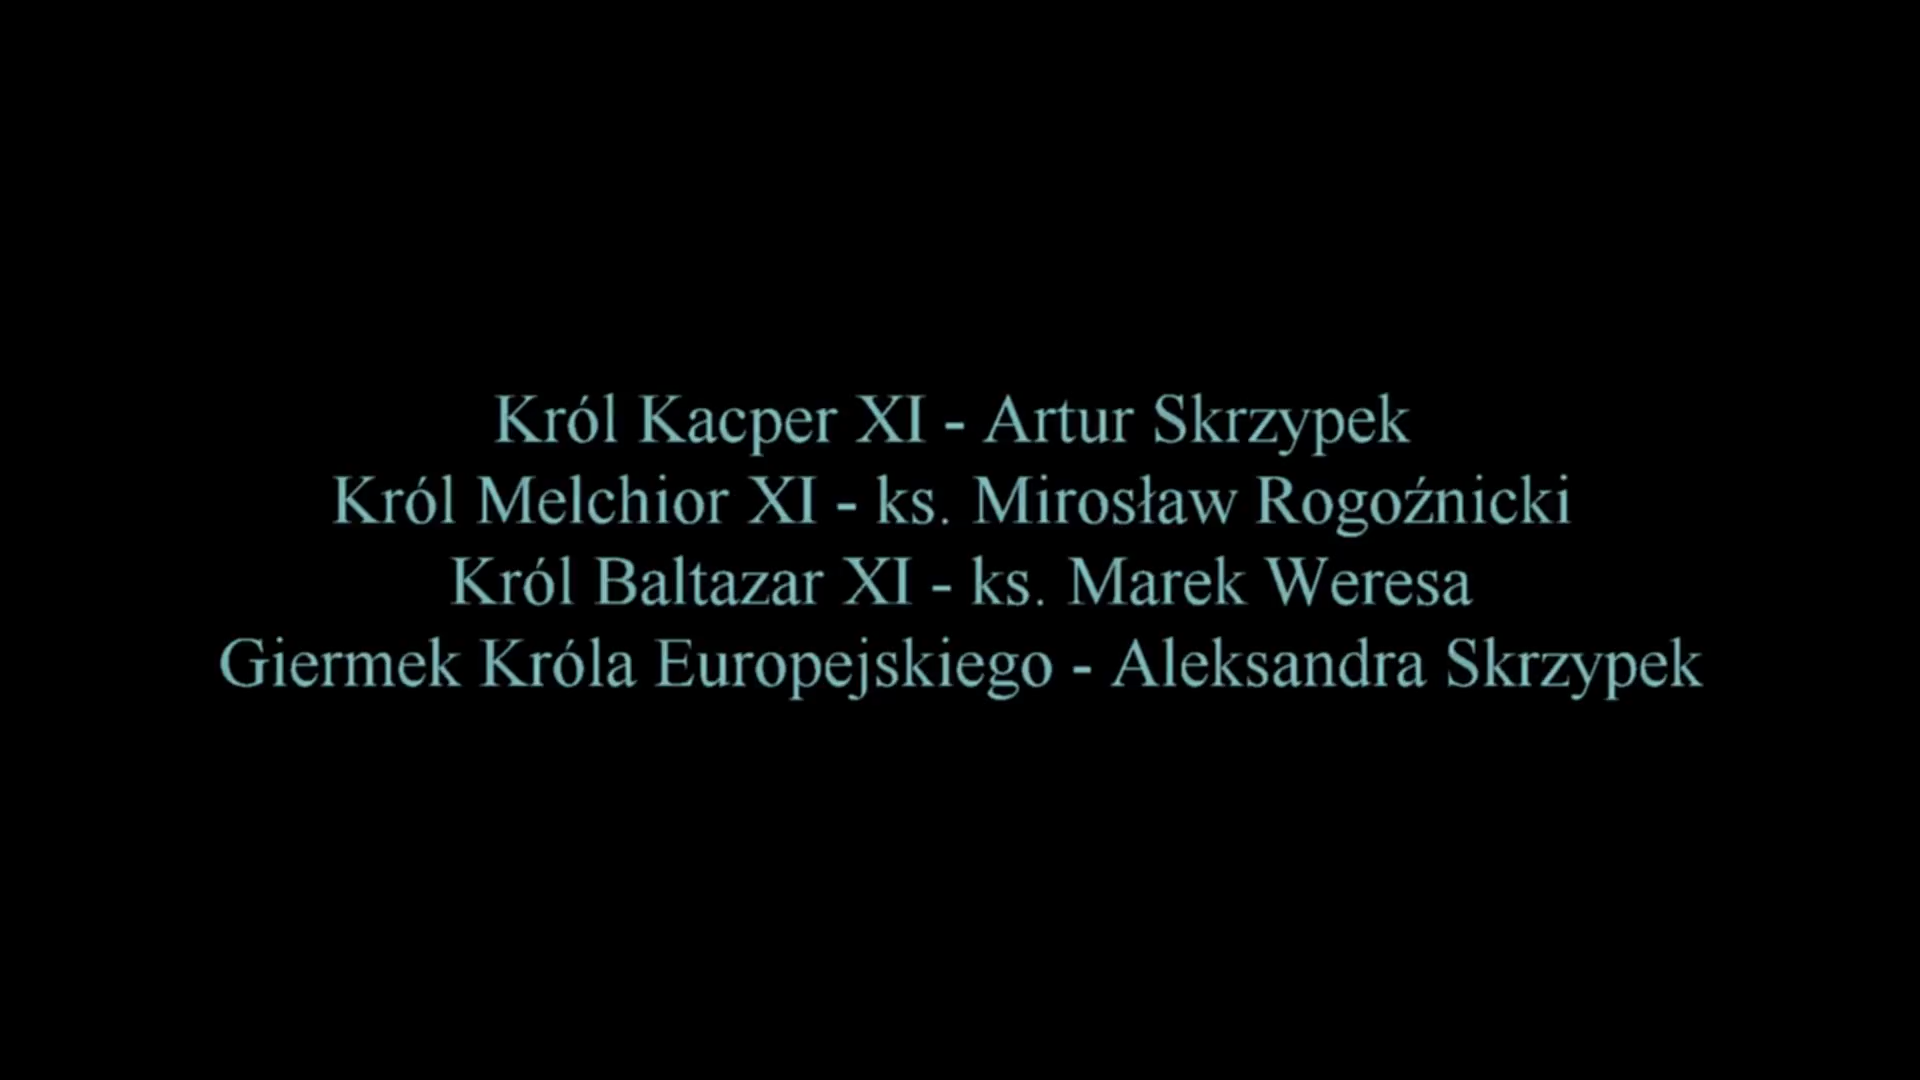 Król Kacper XI - Artur Skrzypek
Król Melchior XI - ks. Mirosław Rogoźnicki
Król Baltazar XI - ks. Marek Weresa
Giermek Króla Europejskiego - Aleksandra Skrzypek